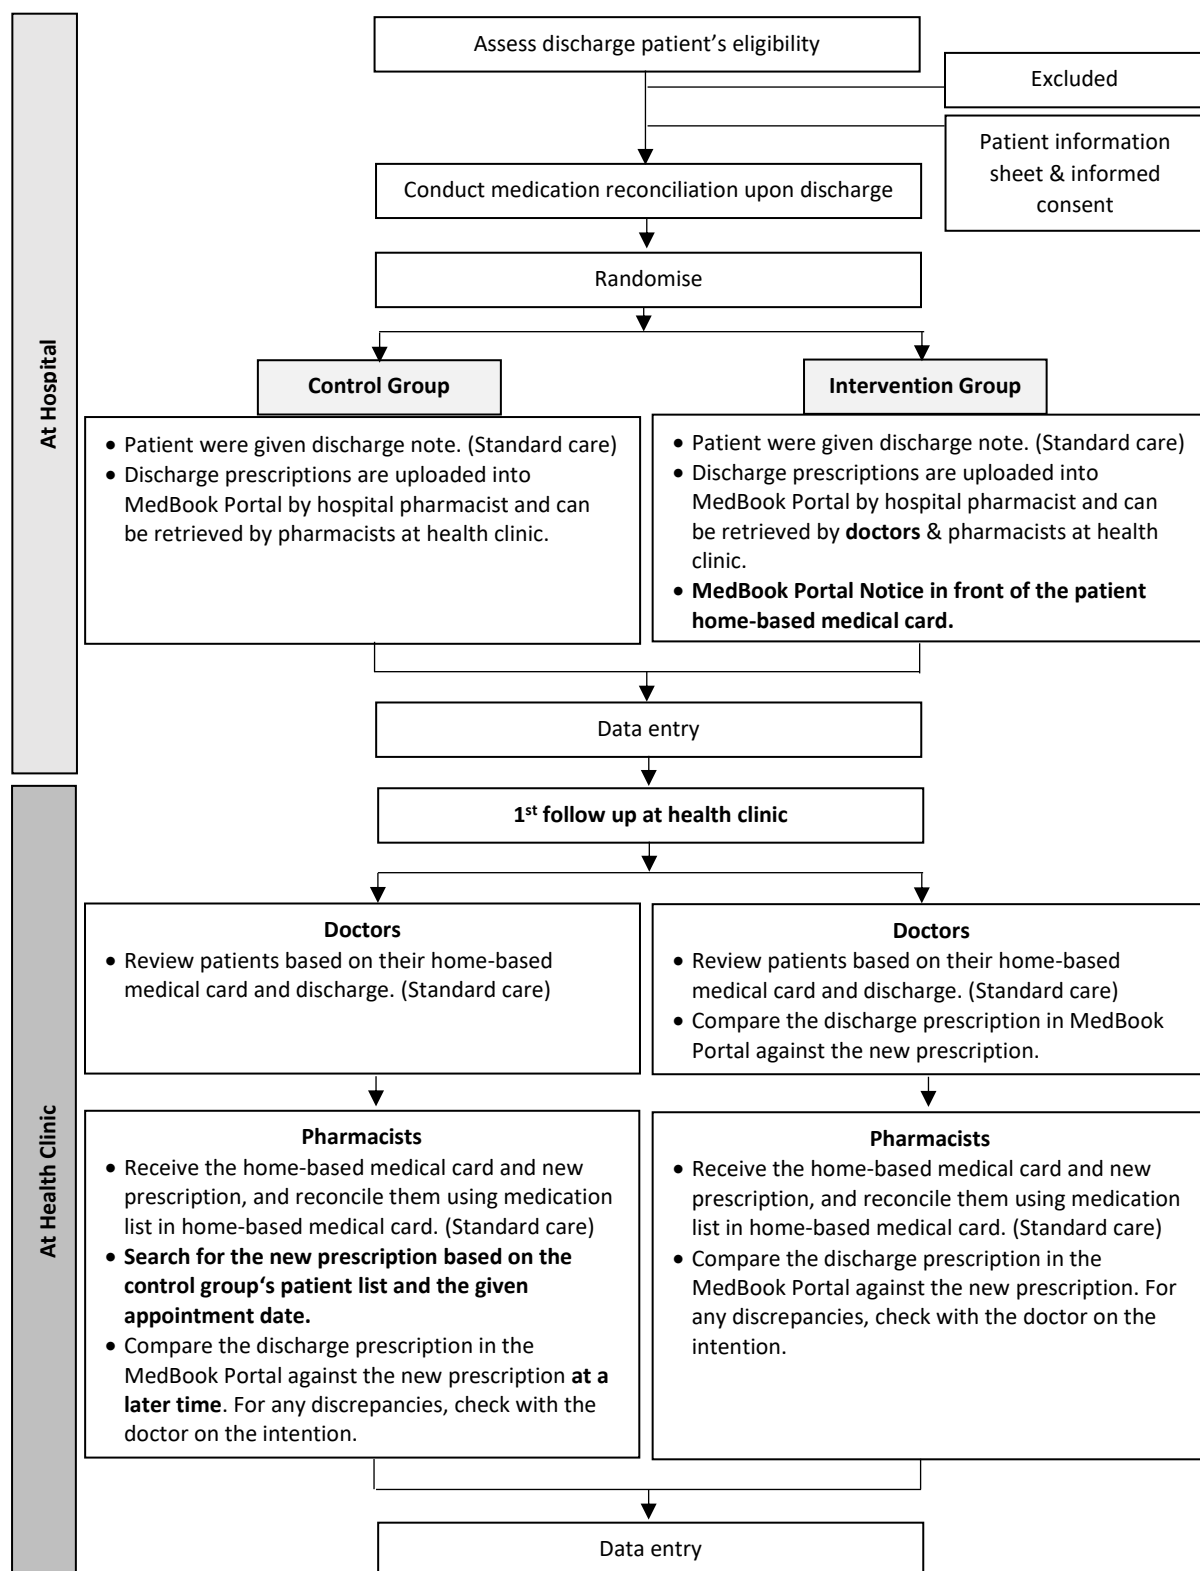 Assess discharge patient’s eligibility
Excluded
Patient information
sheet & informed
consent
Conduct medication reconciliation upon discharge
Randomise
At Hospital
Control Group
• Patient were given discharge note. (Standard care)
• Discharge prescriptions are uploaded into
MedBook Portal by hospital pharmacist and can
be retrieved by pharmacists at health clinic.
Intervention Group
• Patient were given discharge note. (Standard care)
• Discharge prescriptions are uploaded into
MedBook Portal by hospital pharmacist and can
be retrieved by doctors & pharmacists at health
clinic.
• MedBook Portal Notice in front of the patient
home-based medical card.
Data entry
1st follow up at health clinic
At Health Clinic
Doctors
• Review patients based on their home-based
medical card and discharge. (Standard care)
Doctors
• Review patients based on their home-based
medical card and discharge. (Standard care)
• Compare the discharge prescription in MedBook
Portal against the new prescription.
Pharmacists
• Receive the home-based medical card and new
prescription, and reconcile them using medication
list in home-based medical card. (Standard care)
• Search for the new prescription based on the
control group‘s patient list and the given
appointment date.
• Compare the discharge prescription in the
MedBook Portal against the new prescription at a
later time. For any discrepancies, check with the
doctor on the intention.
Pharmacists
• Receive the home-based medical card and new
prescription, and reconcile them using medication
list in home-based medical card. (Standard care)
• Compare the discharge prescription in the
MedBook Portal against the new prescription. For
any discrepancies, check with the doctor on the
intention.
Data entry